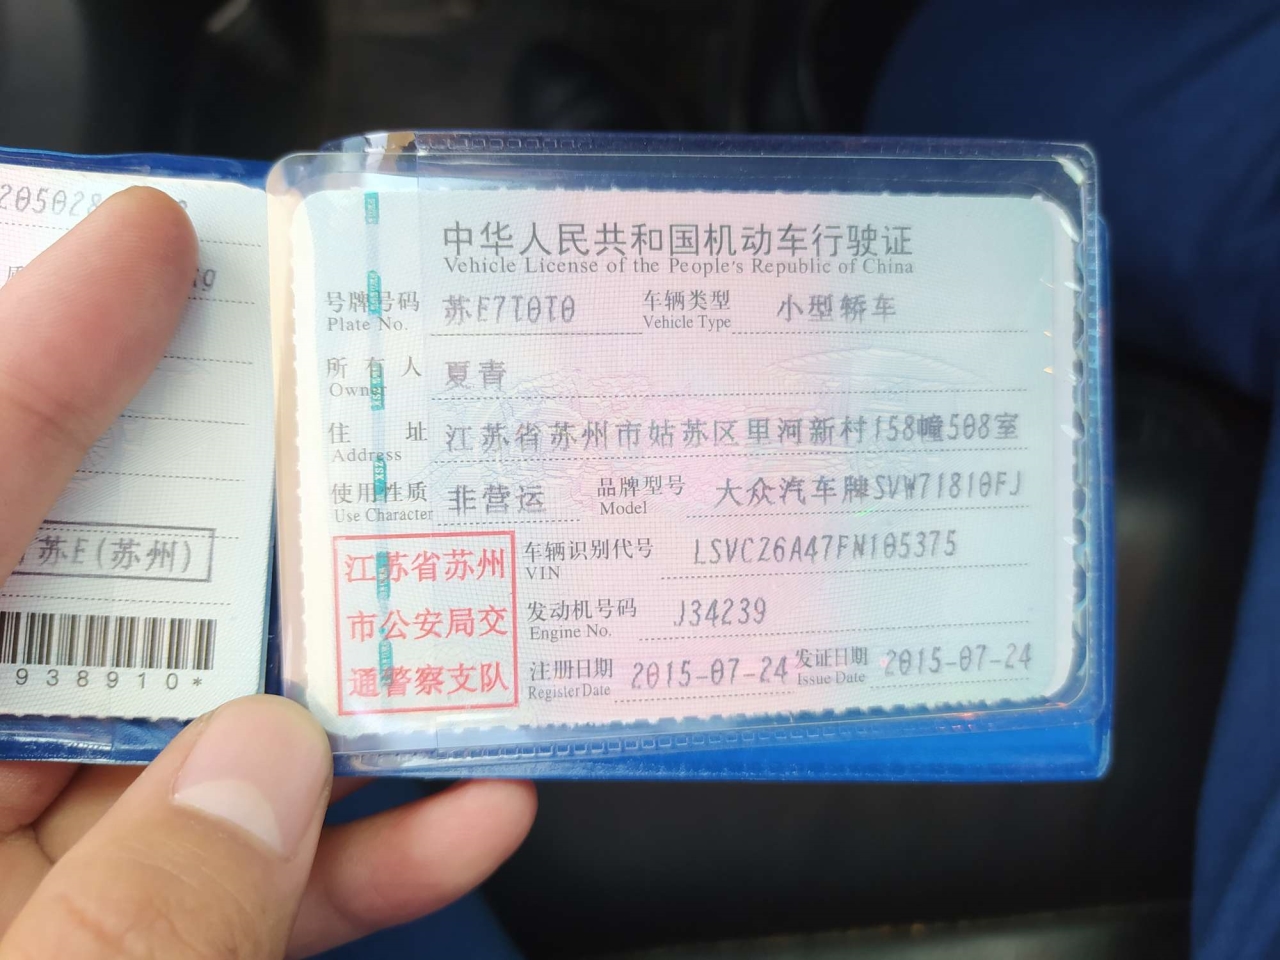 205028
苏E(苏州)
938910*
中华人民共和国机动车行驶证
Vehicle License of the People's Republic of China
号牌号码 苏E7T0T0 车辆类型 小型轿车
Plate No. Vehicle Type
所有人 夏青
Owner
住址 江苏省苏州市姑苏区里河新村158幢508室
Address
使用性质 非营运 品牌型号 大众汽车牌SVW71810FJ
Use Character Model
江苏省苏州
市公安局交
通警察支队
车辆识别代号 LSVCZ6A47FN105375
VIN
发动机号码 J34239
Engine No.
注册日期 2015-07-24 发证日期 2015-07-24
Register Date Issue Date